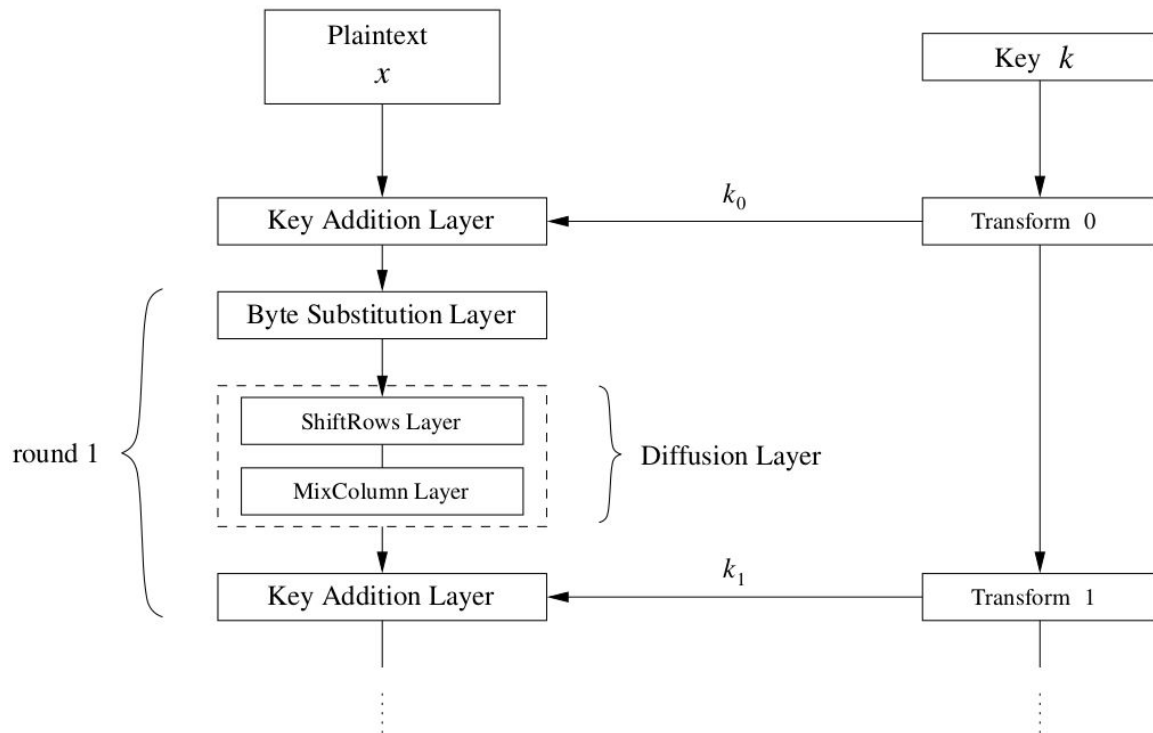 Plaintext
x
Key k
k₀
Key Addition Layer
Transform 0
Byte Substitution Layer
ShiftRows Layer
round 1
Diffusion Layer
MixColumn Layer
k₁
Key Addition Layer
Transform 1